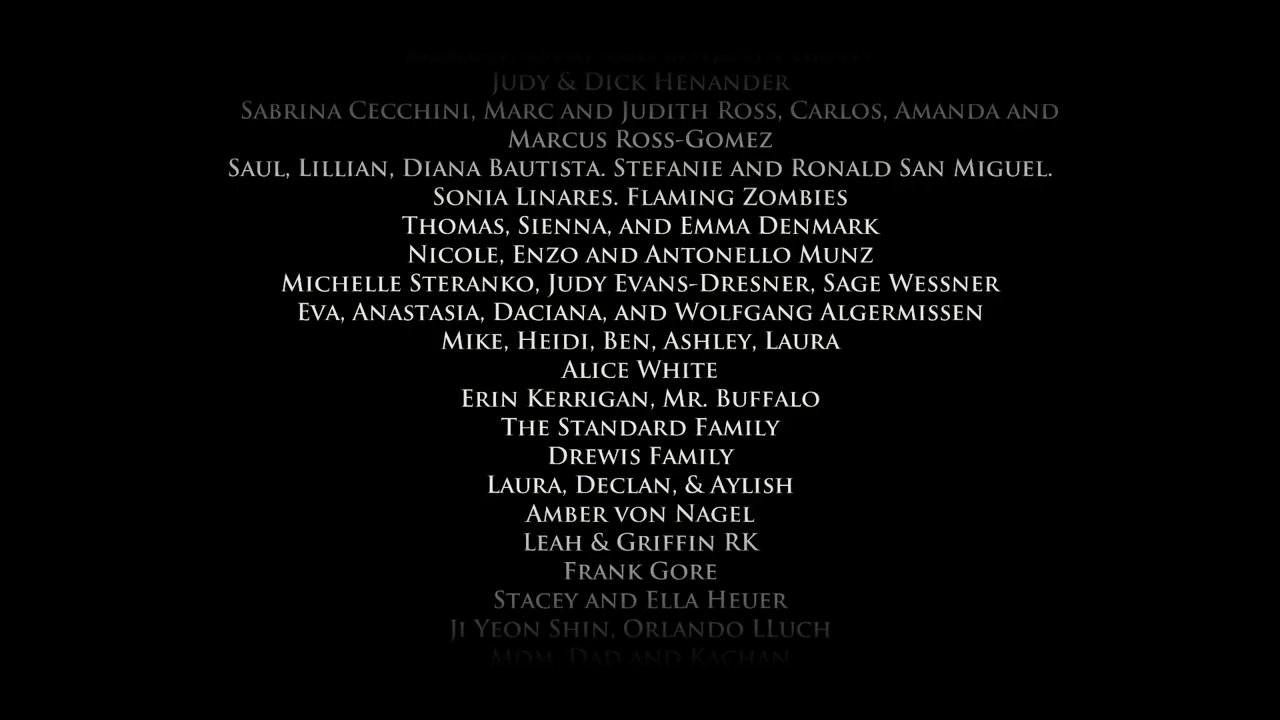 Judy & Dick Henander
Sabrina Cecchini, Marc and Judith Ross, Carlos, Amanda and
Marcus Ross-Gomez
Saul, Lillian, Diana Bautista. Stefanie and Ronald San Miguel.
Sonia Linares. Flaming Zombies
Thomas, Sienna, and Emma Denmark
Nicole, Enzo and Antonello Munz
Michelle Steranko, Judy Evans-Dresner, Sage Wessner
Eva, Anastasia, Daciana, and Wolfgang Algermissen
Mike, Heidi, Ben, Ashley, Laura
Alice White
Erin Kerrigan, Mr. Buffalo
The Standard Family
Drewis Family
Laura, Declan, & Aylish
Amber von Nagel
Leah & Griffin RK
Frank Gore
Stacey and Ella Heuer
Ji Yeon Shin, Orlando LLuch
Mom, Dad and Kachan